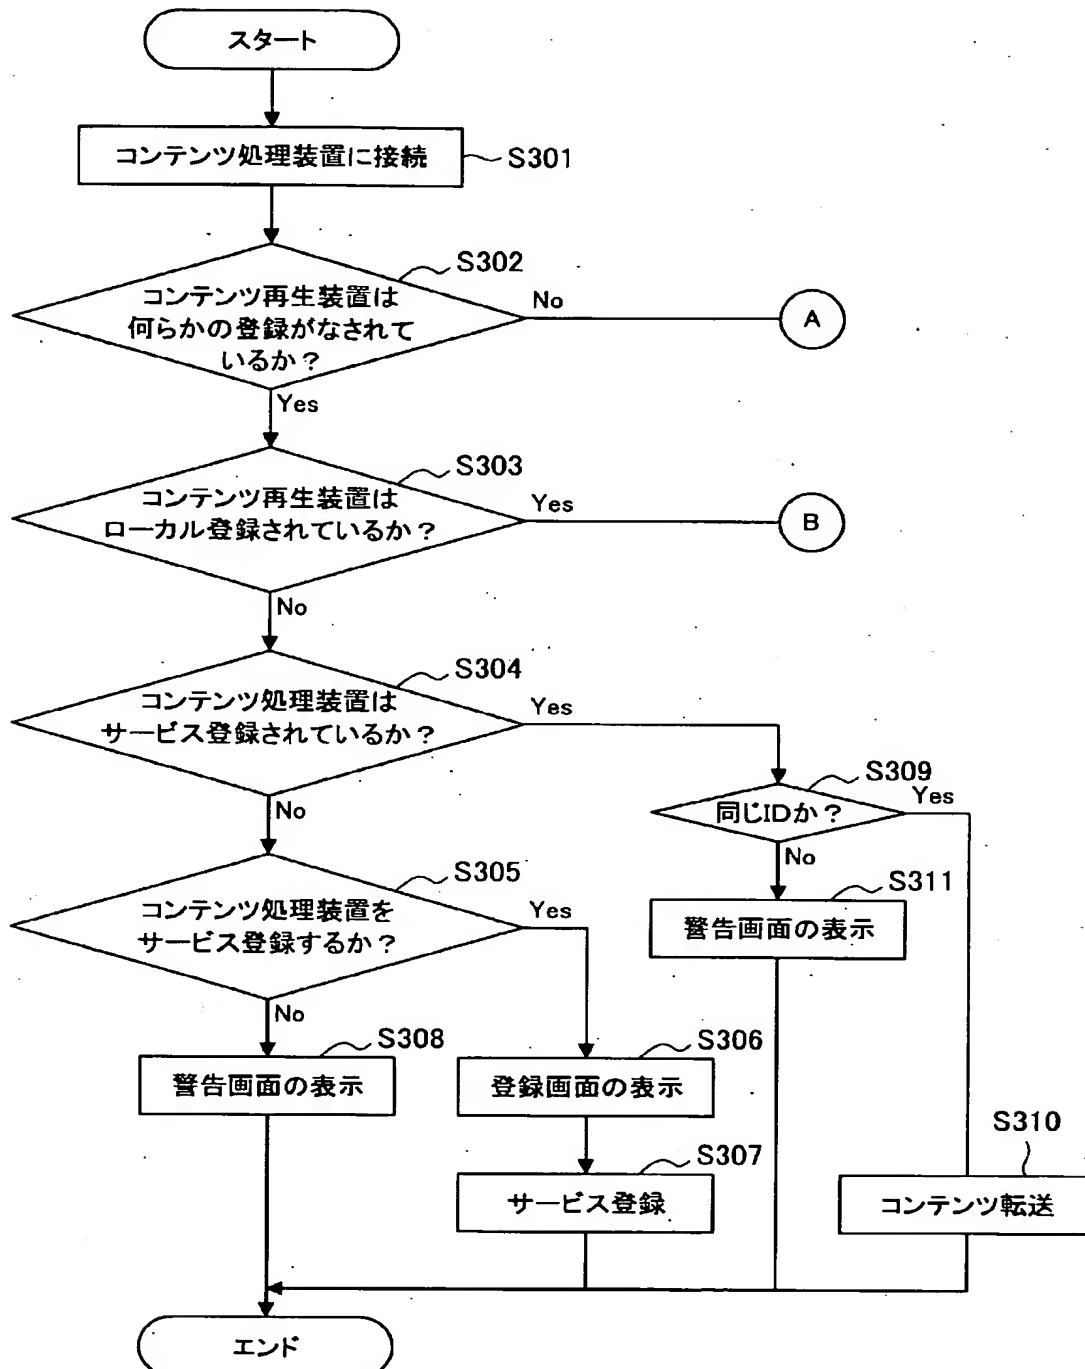 スタート
コンテンツ処理装置に接続
S301
S302
コンテンツ再生装置は
何らかの登録がなされて
いるか？
No
A
Yes
S303
コンテンツ再生装置は
ローカル登録されているか？
Yes
B
No
S304
コンテンツ処理装置は
サービス登録されているか？
Yes
S309
同じIDか？
Yes
No
No
S311
警告画面の表示
S305
コンテンツ処理装置を
サービス登録するか？
Yes
No
S308
警告画面の表示
S306
登録画面の表示
S307
サービス登録
S310
コンテンツ転送
エンド